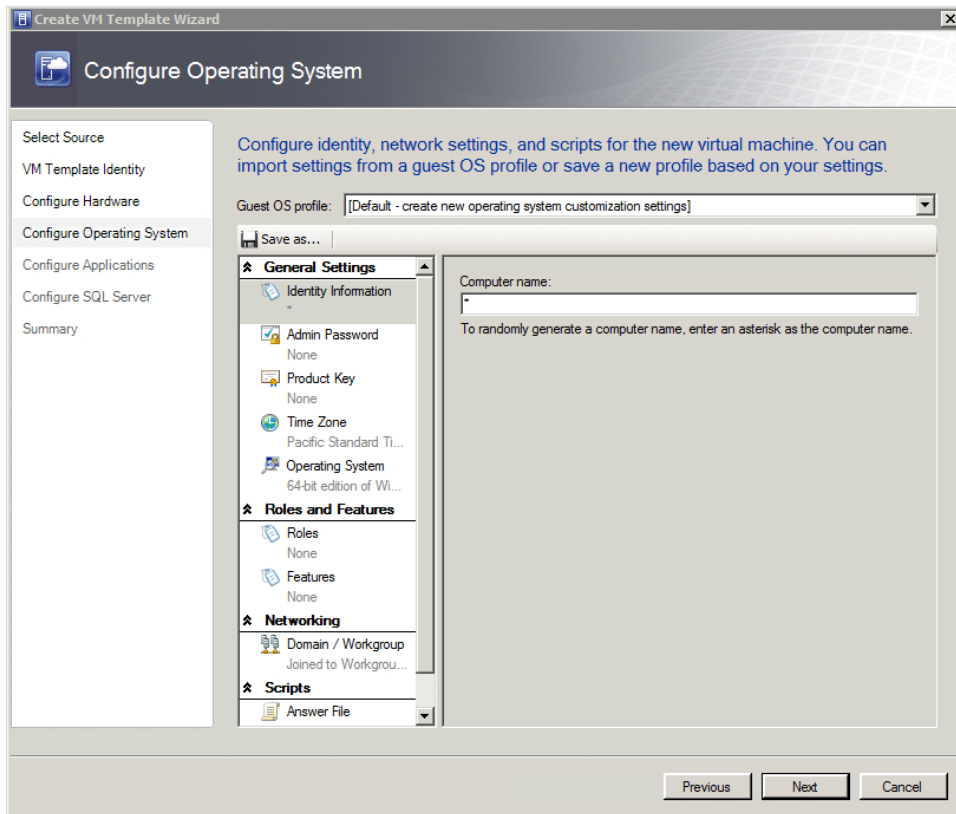 Create VM Template Wizard
Configure Operating System
Select Source
VM Template Identity
Configure Hardware
Configure Operating System
Configure Applications
Configure SQL Server
Summary
Configure identity, network settings, and scripts for the new virtual machine. You can
import settings from a guest OS profile or save a new profile based on your settings.
Guest OS profile: [Default - create new operating system customization settings]
Save as...
General Settings
Identity Information
*
Admin Password
None
Product Key
None
Time Zone
Pacific Standard Ti...
Operating System
64-bit edition of Wi...
Roles and Features
Roles
None
Features
None
Networking
Domain / Workgroup
Joined to Workgrou...
Scripts
Answer File
Computer name:
*
To randomly generate a computer name, enter an asterisk as the computer name.
Previous
Next
Cancel